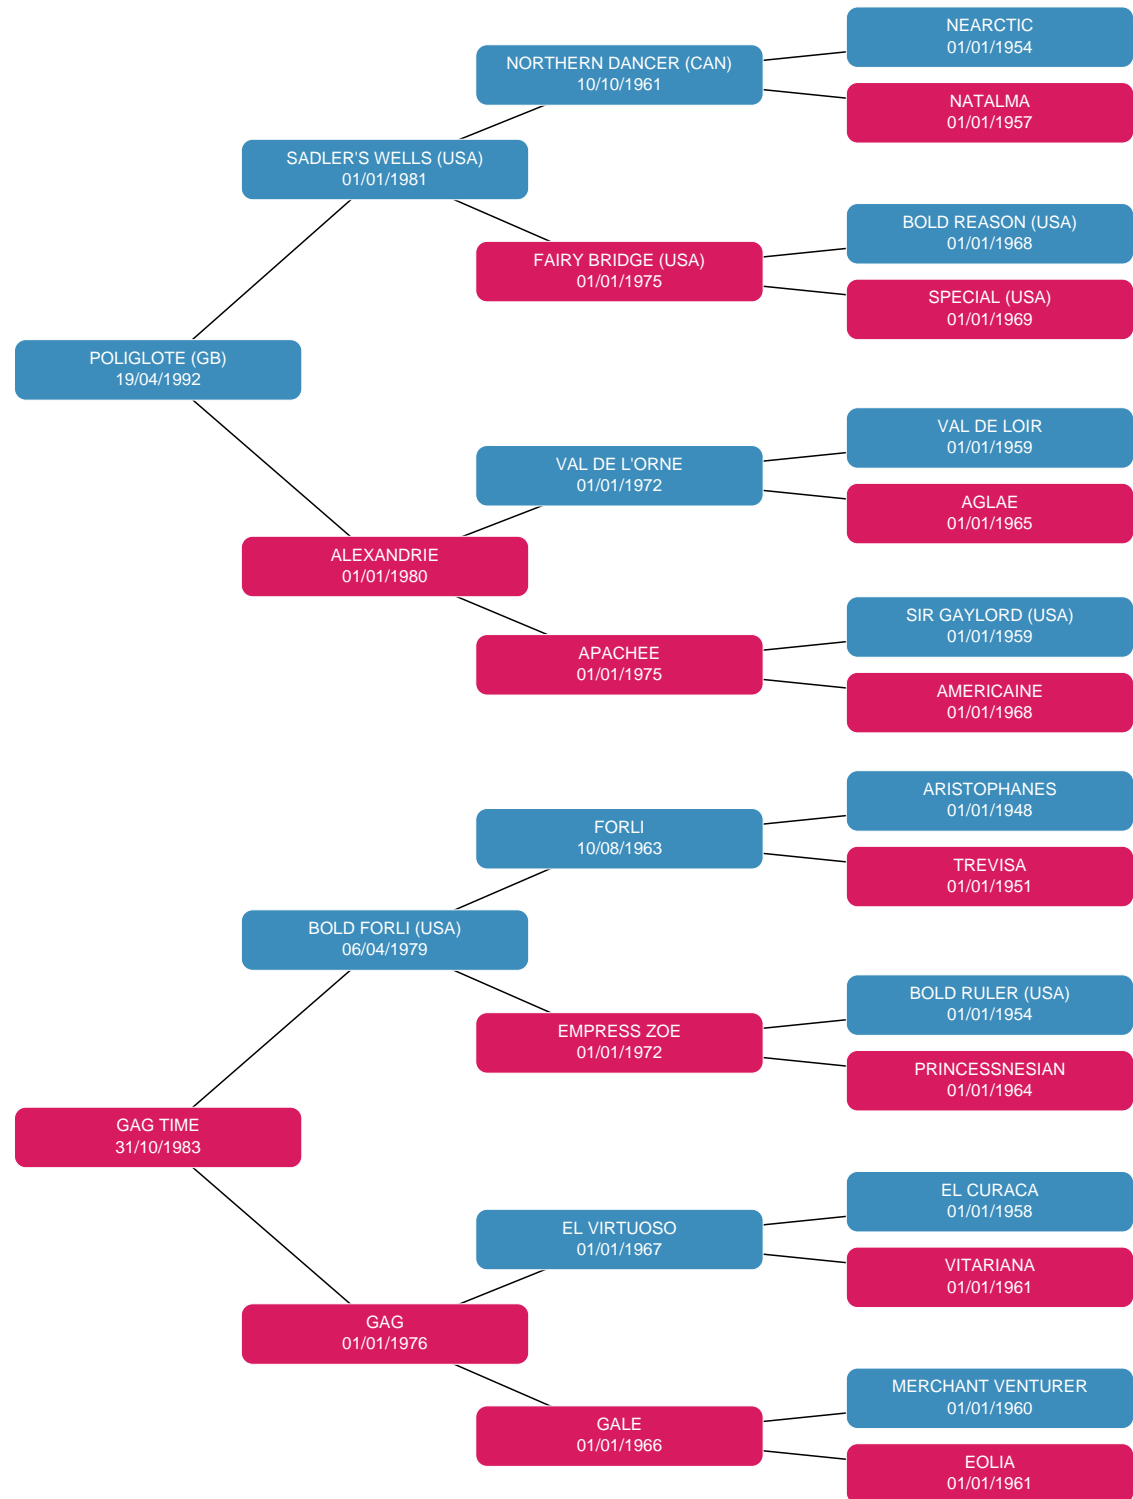 NEARCTIC
01/01/1954
NORTHERN DANCER (CAN)
10/10/1961
NATALMA
01/01/1957
SADLER'S WELLS (USA)
01/01/1981
BOLD REASON (USA)
01/01/1968
FAIRY BRIDGE (USA)
01/01/1975
SPECIAL (USA)
01/01/1969
POLIGLOTE (GB)
19/04/1992
VAL DE LOIR
01/01/1959
VAL DE L'ORNE
01/01/1972
AGLAE
01/01/1965
ALEXANDRIE
01/01/1980
SIR GAYLORD (USA)
01/01/1959
APACHEE
01/01/1975
AMERICAINE
01/01/1968
ARISTOPHANES
01/01/1948
FORLI
10/08/1963
TREVISA
01/01/1951
BOLD FORLI (USA)
06/04/1979
BOLD RULER (USA)
01/01/1954
EMPRESS ZOE
01/01/1972
PRINCESSNESIAN
01/01/1964
GAG TIME
31/10/1983
EL CURACA
01/01/1958
EL VIRTUOSO
01/01/1967
VITARIANA
01/01/1961
GAG
01/01/1976
MERCHANT VENTURER
01/01/1960
GALE
01/01/1966
EOLIA
01/01/1961